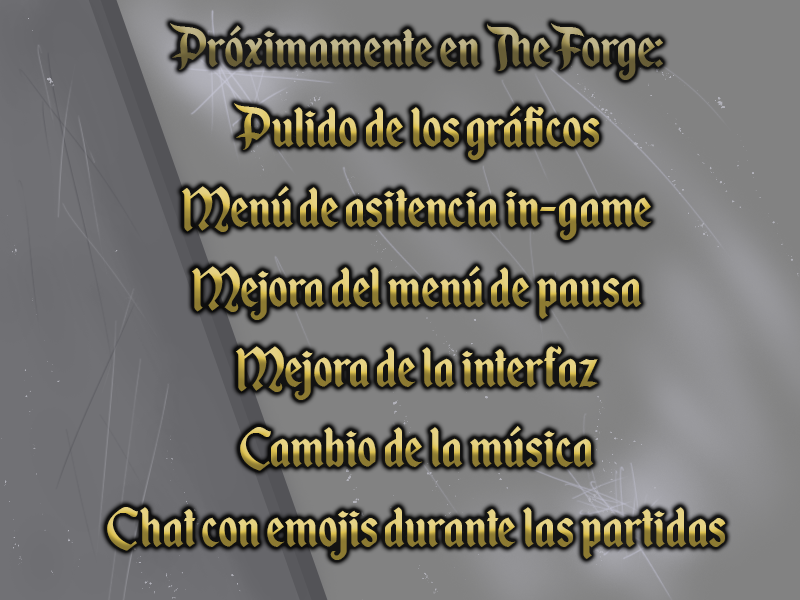 Próximamente en The Forge:
Pulido de los gráficos
Menú de asitencia in-game
Mejora del menú de pausa
Mejora de la interfaz
Cambio de la música
Chat con emojis durante las partidas